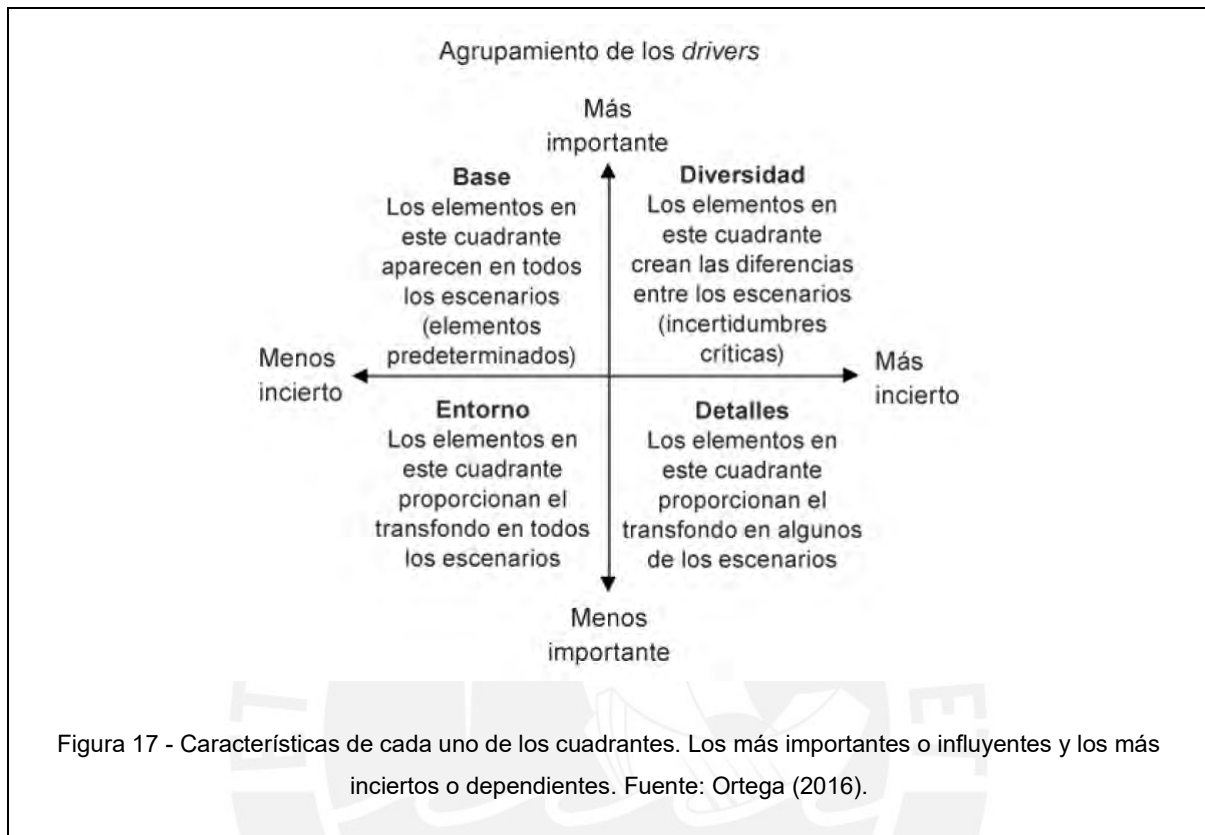 Agrupamiento de los drivers
Más
importante
Base
Los elementos en
este cuadrante
aparecen en todos
los escenarios
(elementos
predeterminados)
Diversidad
Los elementos en
este cuadrante
crean las diferencias
entre los escenarios
(incertidumbres
críticas)
Menos
incierto
Más
incierto
Entorno
Los elementos en
este cuadrante
proporcionan el
transfondo en todos
los escenarios
Detalles
Los elementos en
este cuadrante
proporcionan el
transfondo en algunos
de los escenarios
Menos
importante
Figura 17 - Características de cada uno de los cuadrantes. Los más importantes o influyentes y los más
inciertos o dependientes. Fuente: Ortega (2016).